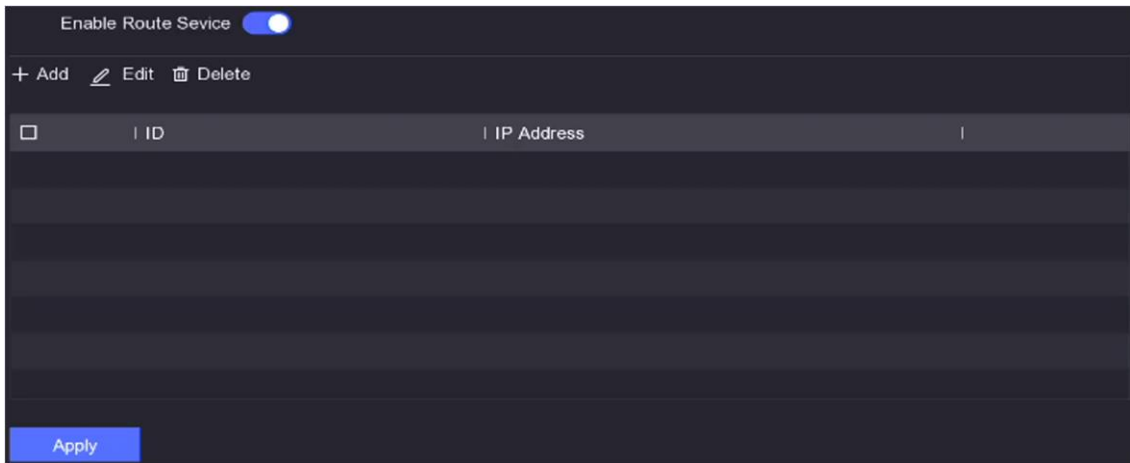 Enable Route Sevice
Add Edit Delete
ID IP Address
Apply